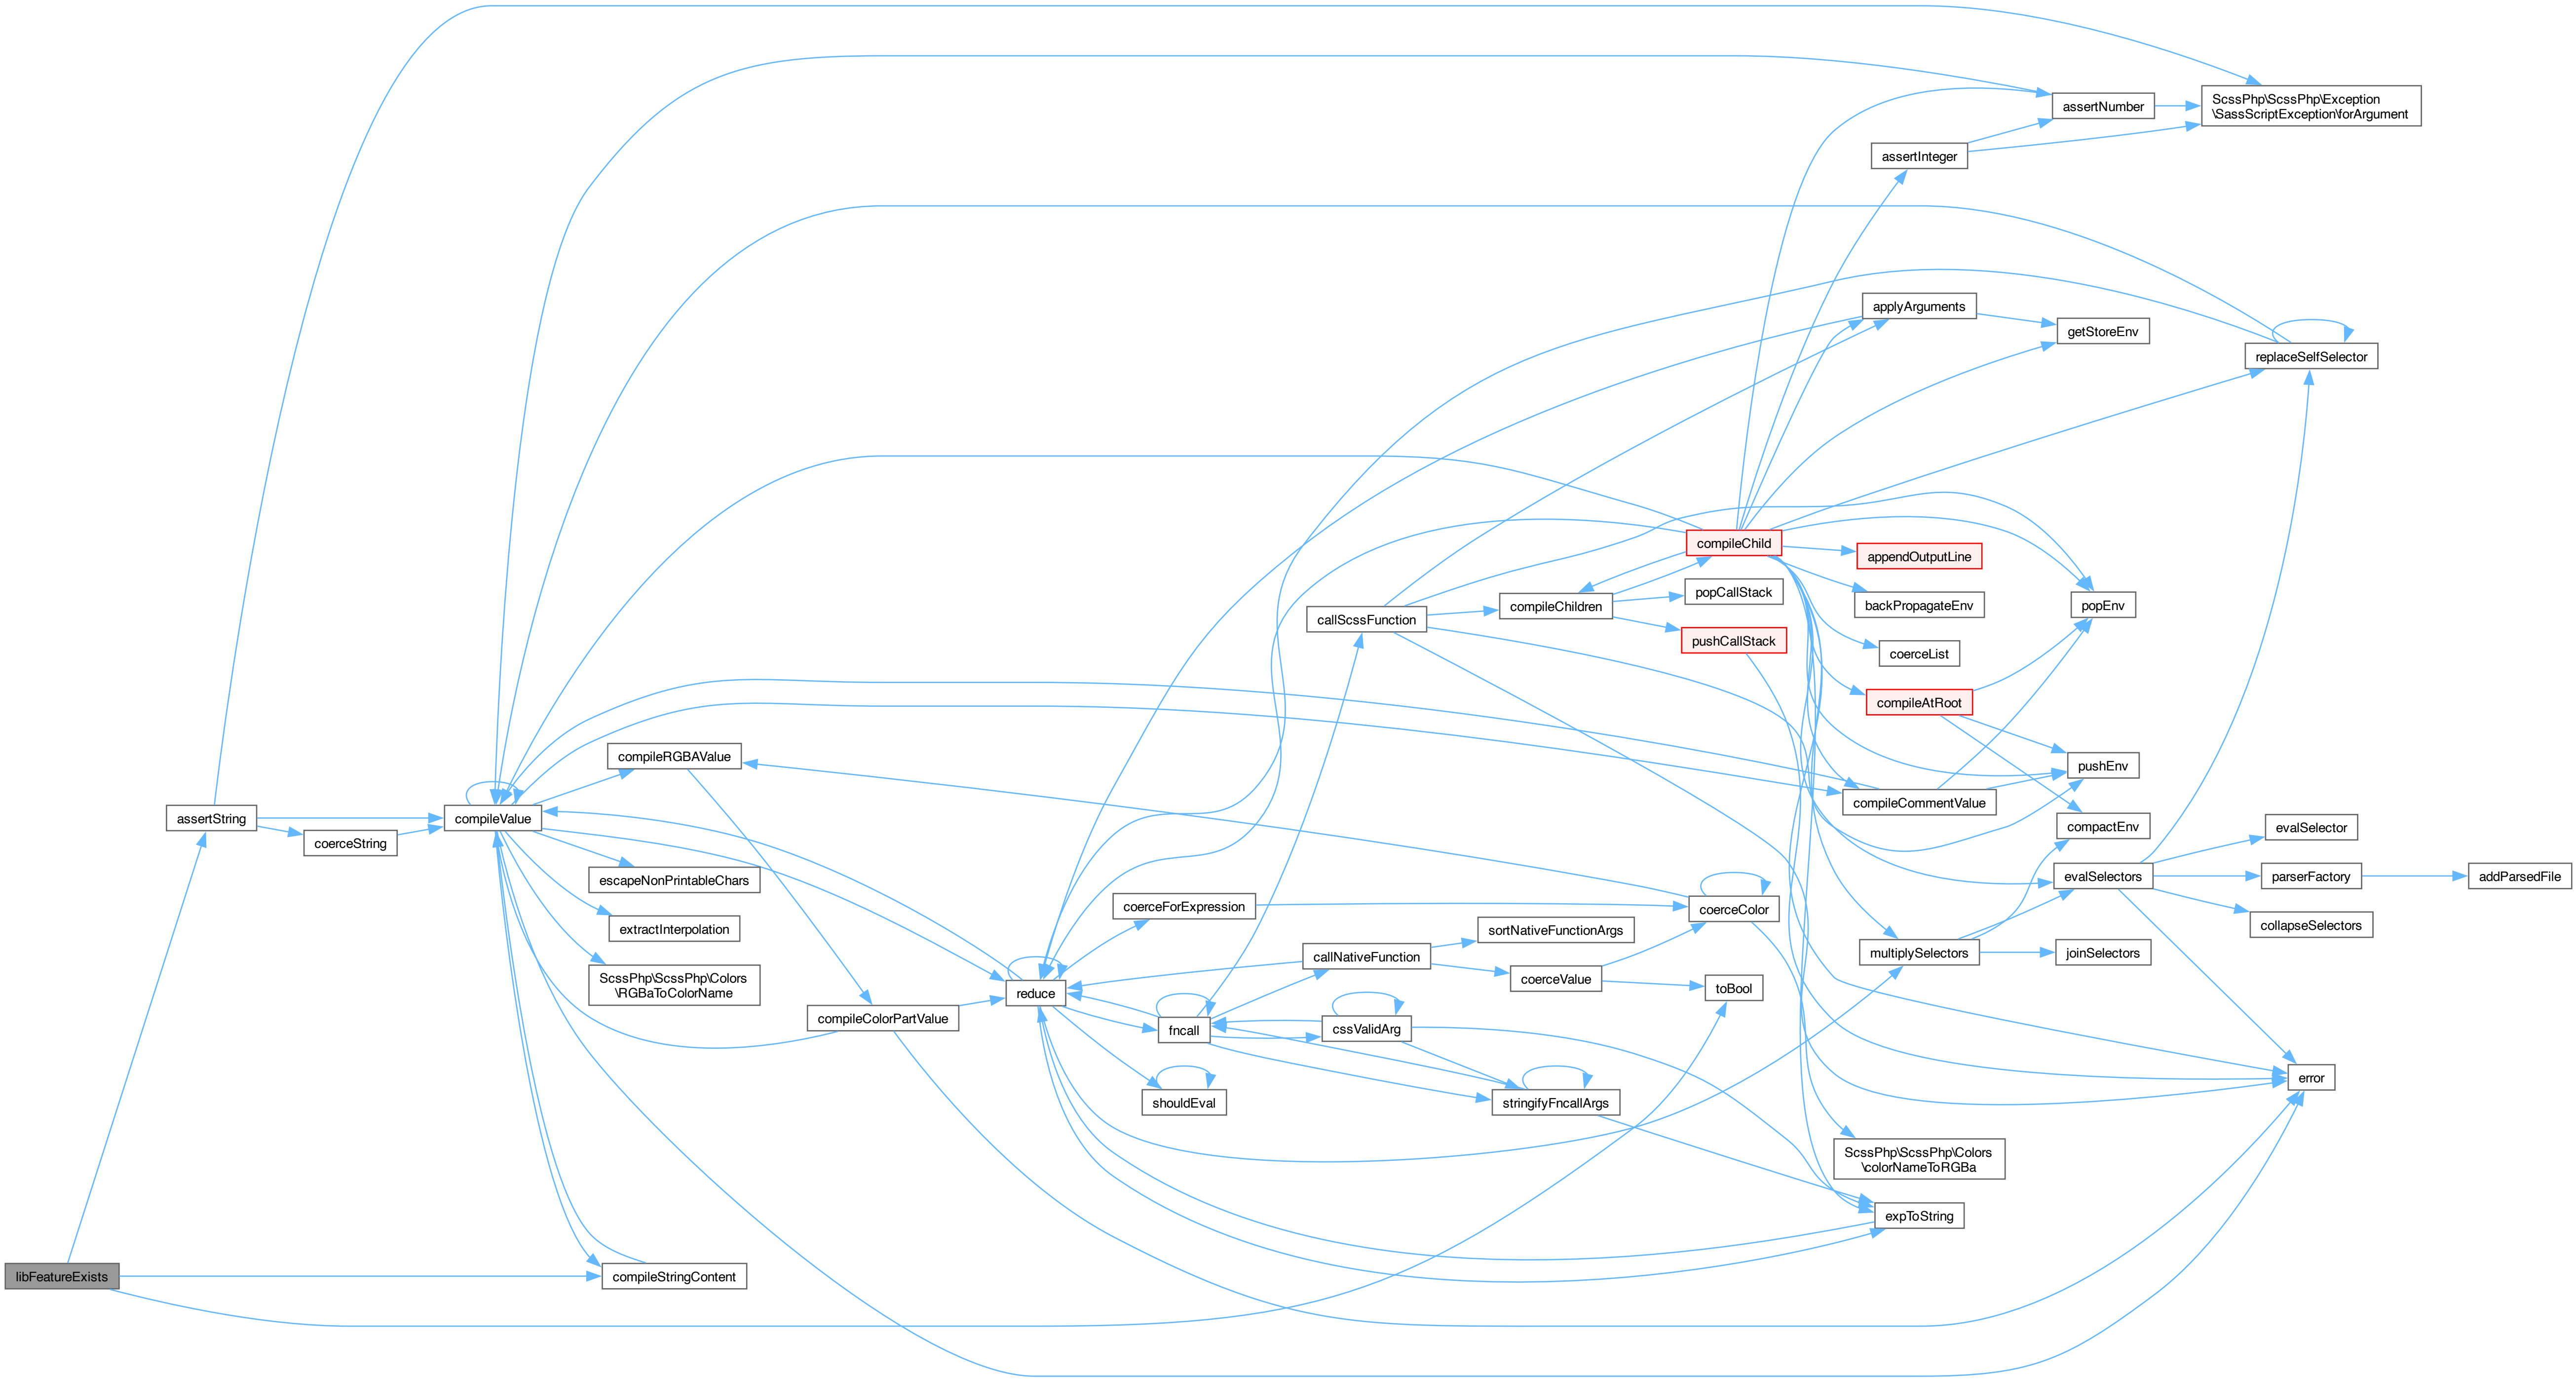 libFeatureExists
assertString
coerceString
compileValue
compileRGBAValue
escapeNonPrintableChars
extractInterpolation
ScssPhp\ScssPhp\Colors
\RGBaToColorName
compileStringContent
compileColorPartValue
reduce
coerceForExpression
fncall
shouldEval
callScssFunction
callNativeFunction
cssValidArg
compileChildren
sortNativeFunctionArgs
coerceValue
stringifyFncallArgs
compileChild
popCallStack
pushCallStack
coerceColor
toBool
assertInteger
applyArguments
appendOutputLine
backPropagateEnv
coerceList
compileAtRoot
compileCommentValue
multiplySelectors
ScssPhp\ScssPhp\Colors
\colorNameToRGBa
expToString
assertNumber
getStoreEnv
popEnv
pushEnv
compactEnv
evalSelectors
joinSelectors
ScssPhp\ScssPhp\Exception
\SassScriptException\forArgument
replaceSelfSelector
evalSelector
parserFactory
collapseSelectors
error
addParsedFile